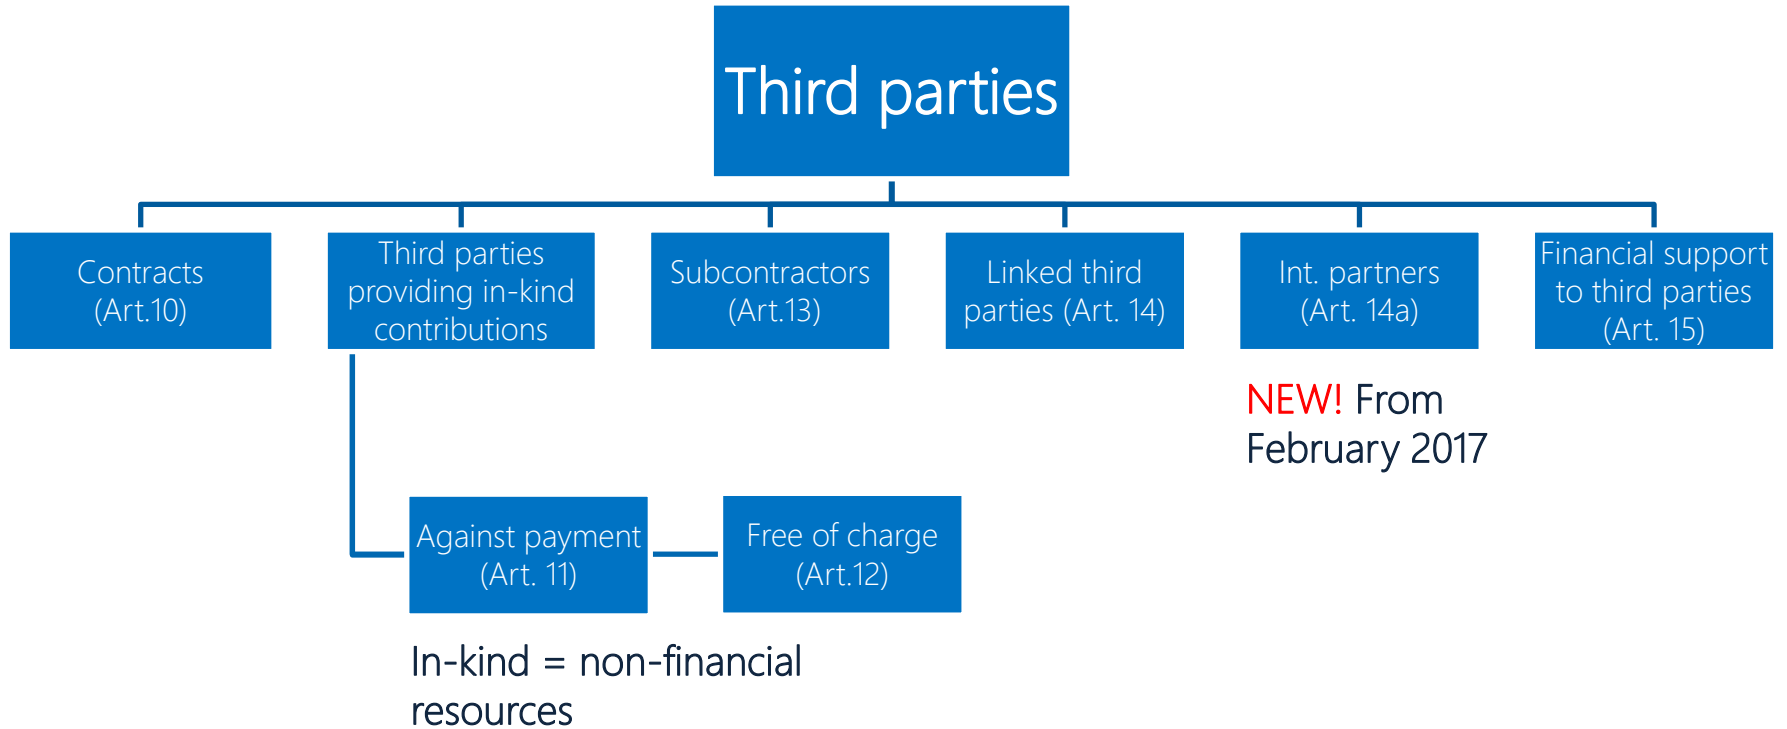 Third parties
Contracts
(Art.10)
Third parties
providing in-kind
contributions
Subcontractors
(Art.13)
Linked third
parties (Art. 14)
Int. partners
(Art. 14a)
Financial support
to third parties
(Art. 15)
NEW! From
February 2017
Against payment
(Art. 11)
Free of charge
(Art.12)
In-kind = non-financial
resources